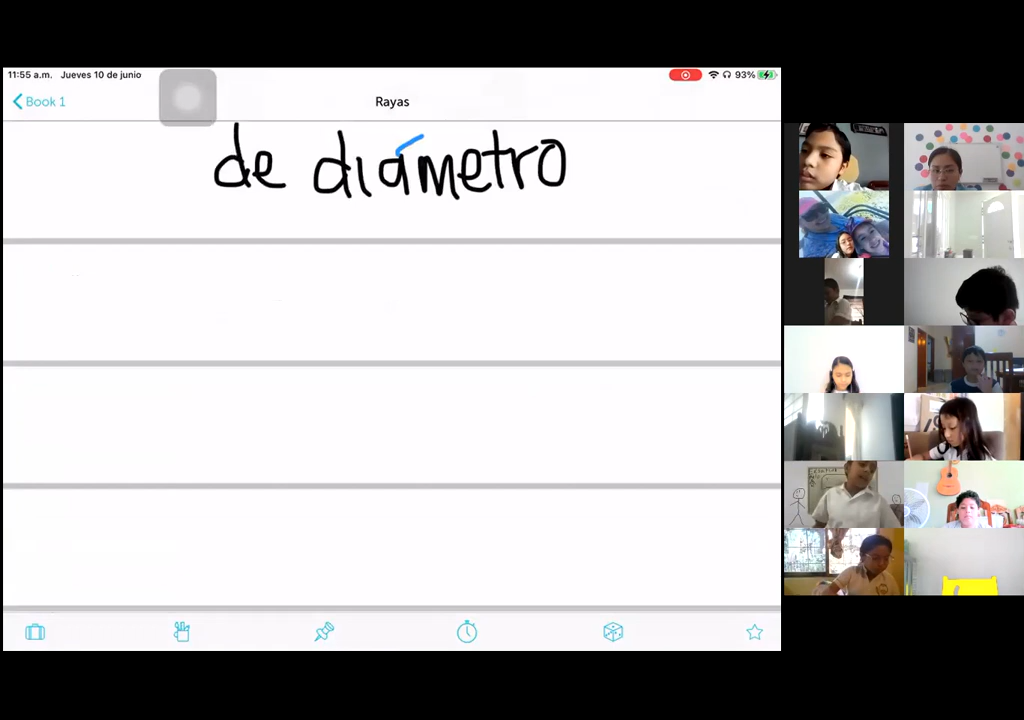 11:55 a.m. Jueves 10 de junio
93%
Book 1
Rayas
de diámetro